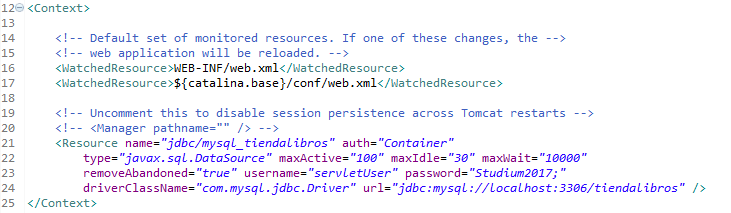 12 <Context>
13
14 <!-- Default set of monitored resources. If one of these changes, the -->
15 <!-- web application will be reloaded. -->
16 <WatchedResource>WEB-INF/web.xml</WatchedResource>
17 <WatchedResource>${catalina.base}/conf/web.xml</WatchedResource>
18
19 <!-- Uncomment this to disable session persistence across Tomcat restarts -->
20 <!-- <Manager pathname="" /> -->
21 <Resource name="jdbc/mysql_tiendalibros" auth="Container"
22 type="javax.sql.DataSource" maxActive="100" maxIdle="30" maxWait="10000"
23 removeAbandoned="true" username="servletUser" password="Studium2017;"
24 driverClassName="com.mysql.jdbc.Driver" url="jdbc:mysql://localhost:3306/tiendalibros" />
25 </Context>